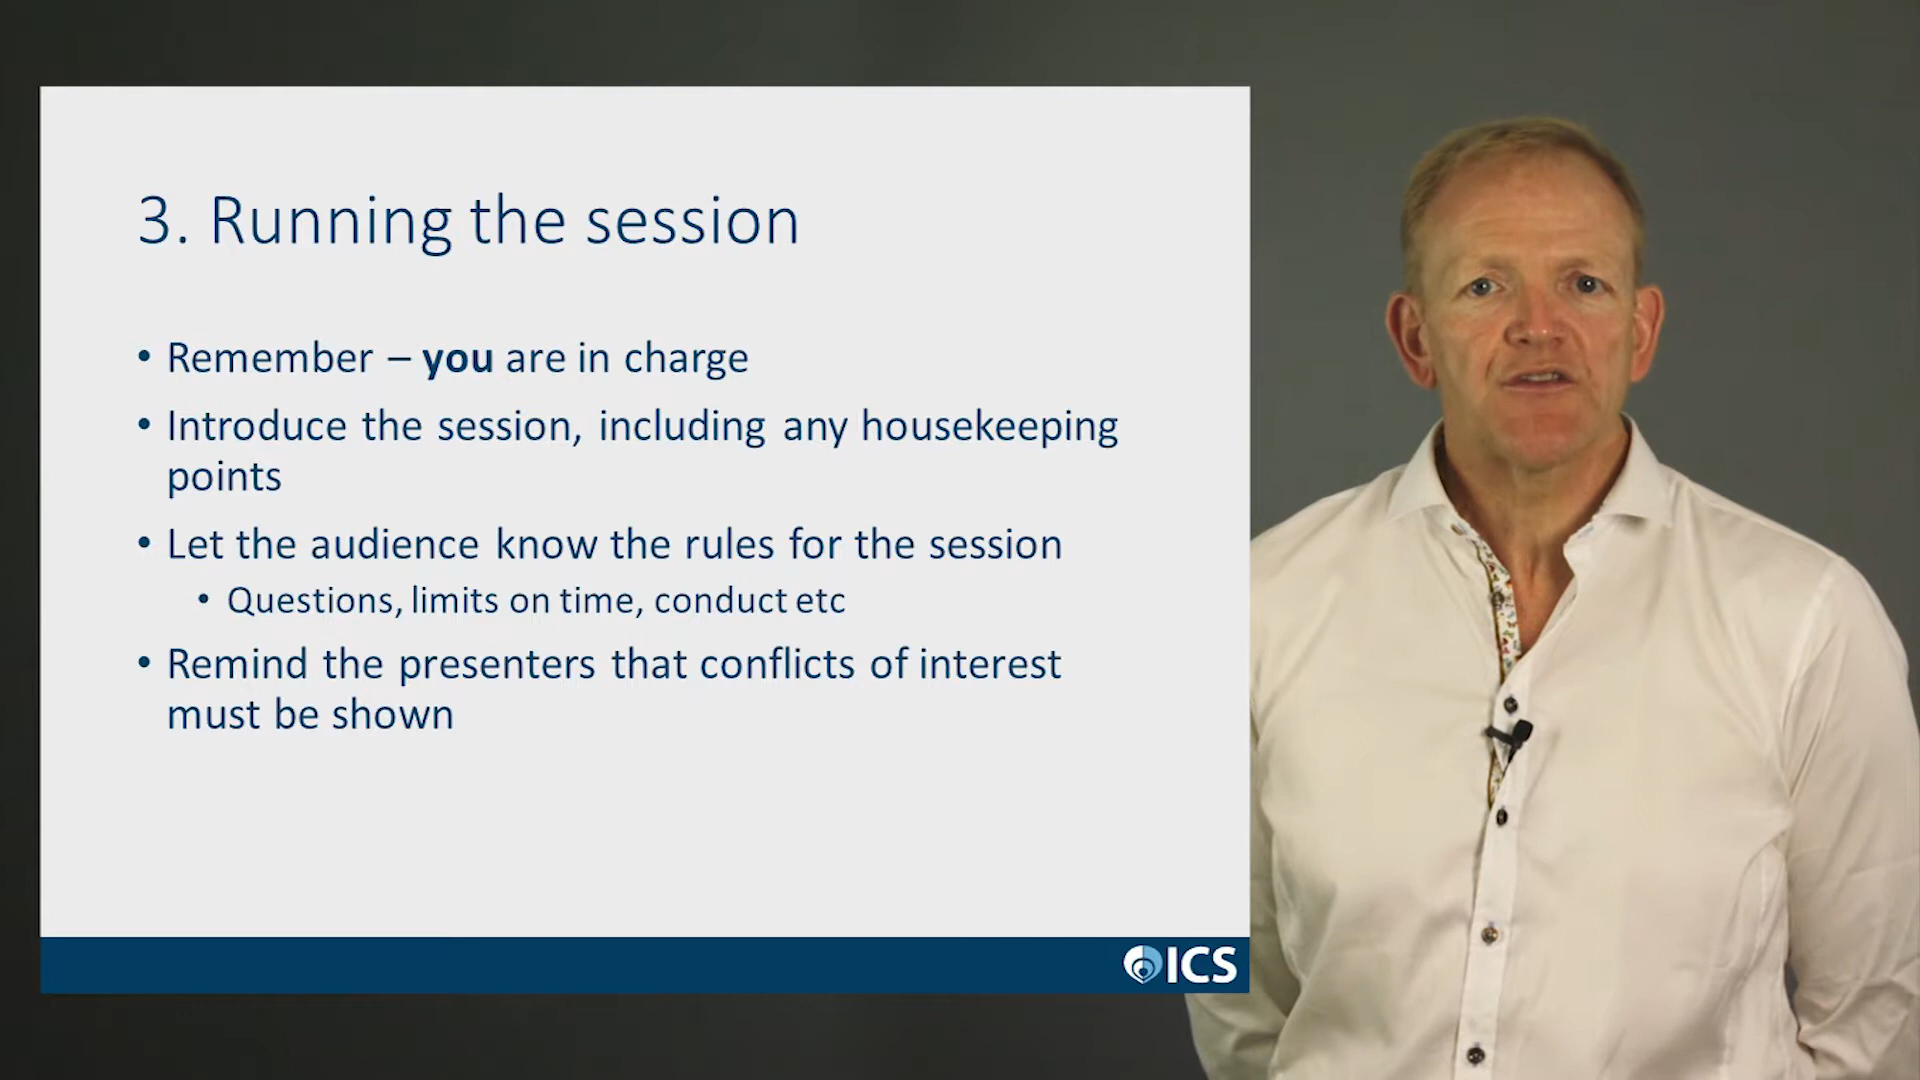 3. Running the session
• Remember – you are in charge
• Introduce the session, including any housekeeping
points
• Let the audience know the rules for the session
• Questions, limits on time, conduct etc
• Remind the presenters that conflicts of interest
must be shown
ICS